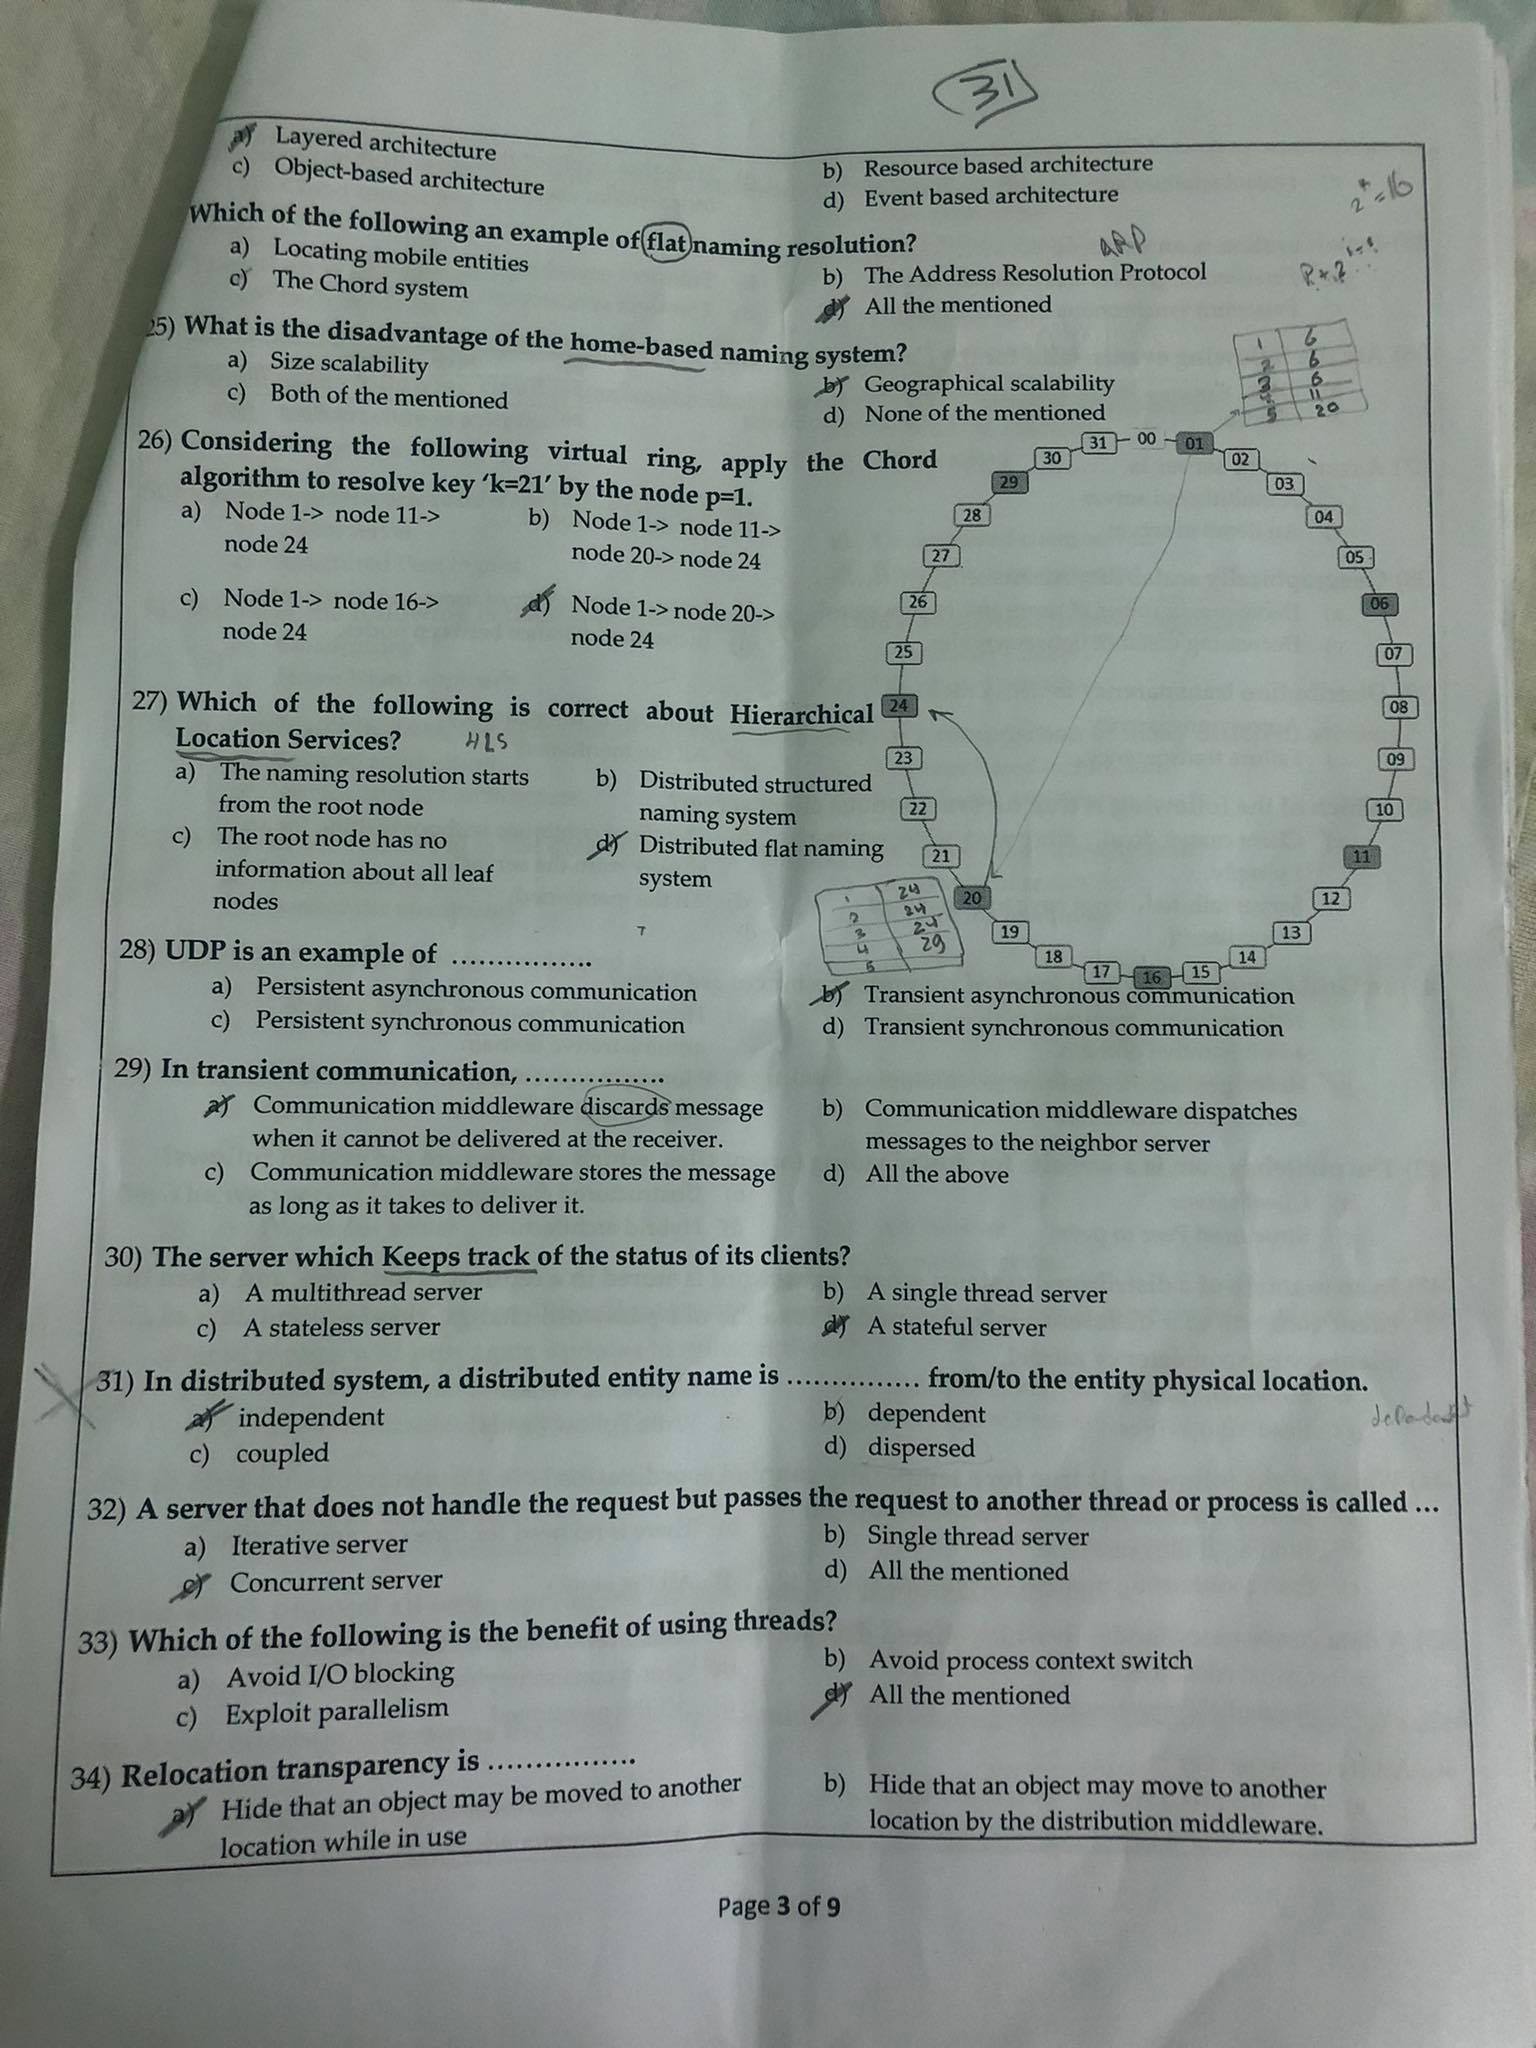 31
a) Layered architecture
b) Resource based architecture
c) Object-based architecture
d) Event based architecture
2⁴=16
Which of the following an example of flat naming resolution?
ARP
a) Locating mobile entities
b) The Address Resolution Protocol
c) The Chord system
d) All the mentioned
25) What is the disadvantage of the home-based naming system?
a) Size scalability
b) Geographical scalability
c) Both of the mentioned
d) None of the mentioned
1 6
2 6
3 6
11
5 20
26) Considering the following virtual ring, apply the Chord
algorithm to resolve key ‘k=21’ by the node p=1.
a) Node 1-> node 11->
node 24
b) Node 1-> node 11->
node 20-> node 24
c) Node 1-> node 16->
node 24
d) Node 1-> node 20->
node 24
00
01
02
03
04
05
06
07
08
09
10
11
12
13
14
15
16
17
18
19
20
21
22
23
24
25
26
27
28
29
30
31
27) Which of the following is correct about Hierarchical
Location Services?
HLS
a) The naming resolution starts
from the root node
b) Distributed structured
naming system
c) The root node has no
information about all leaf
nodes
d) Distributed flat naming
system
1 24
2 24
3 24
4 29
5
28) UDP is an example of ................
a) Persistent asynchronous communication
b) Transient asynchronous communication
c) Persistent synchronous communication
d) Transient synchronous communication
29) In transient communication, ................
a) Communication middleware discards message
when it cannot be delivered at the receiver.
b) Communication middleware dispatches
messages to the neighbor server
c) Communication middleware stores the message
as long as it takes to deliver it.
d) All the above
30) The server which Keeps track of the status of its clients?
a) A multithread server
b) A single thread server
c) A stateless server
d) A stateful server
31) In distributed system, a distributed entity name is ............... from/to the entity physical location.
a) independent
b) dependent
dependent
c) coupled
d) dispersed
32) A server that does not handle the request but passes the request to another thread or process is called ...
a) Iterative server
b) Single thread server
c) Concurrent server
d) All the mentioned
33) Which of the following is the benefit of using threads?
a) Avoid I/O blocking
b) Avoid process context switch
c) Exploit parallelism
d) All the mentioned
34) Relocation transparency is .................
a) Hide that an object may be moved to another
location while in use
b) Hide that an object may move to another
location by the distribution middleware.
Page 3 of 9